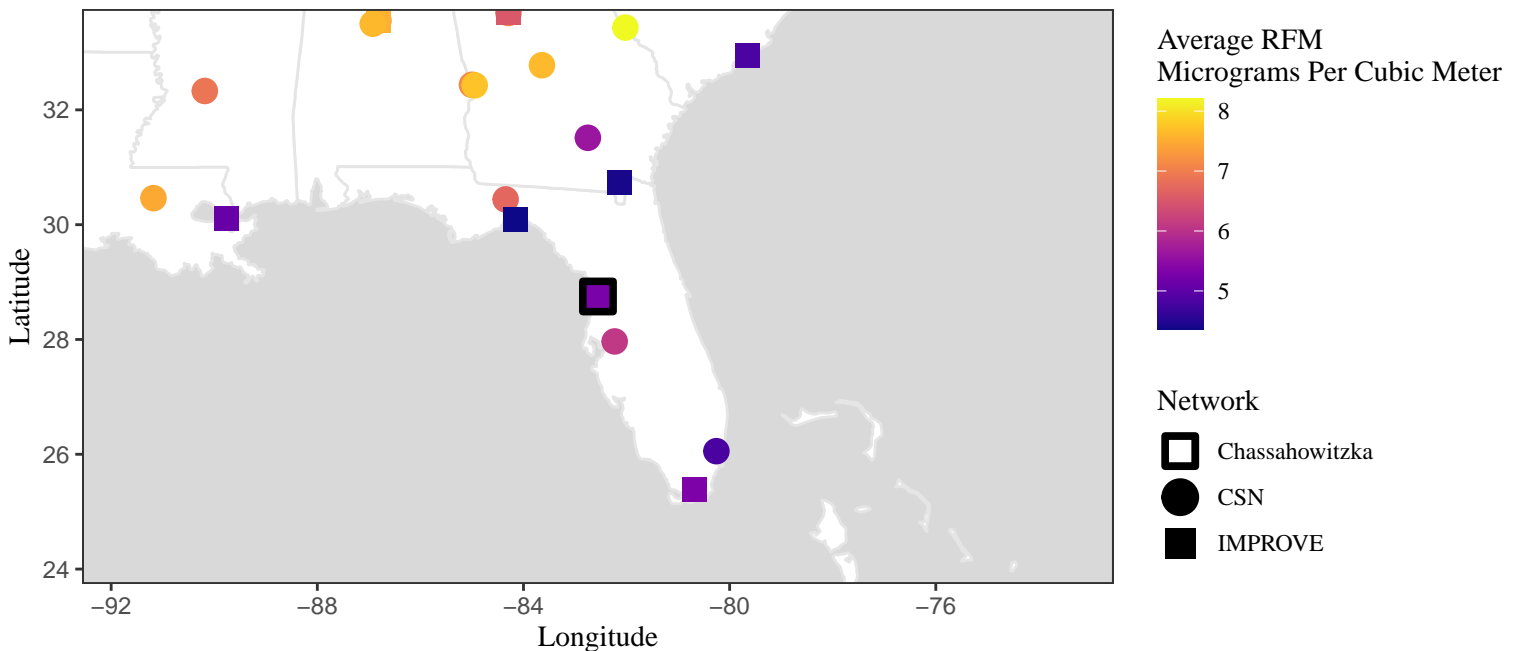 32
30
28
26
24
Latitude
−92
−88
−84
−80
−76
Longitude
Average RFM
Micrograms Per Cubic Meter
8
7
6
5
Network
Chassahowitzka
CSN
IMPROVE